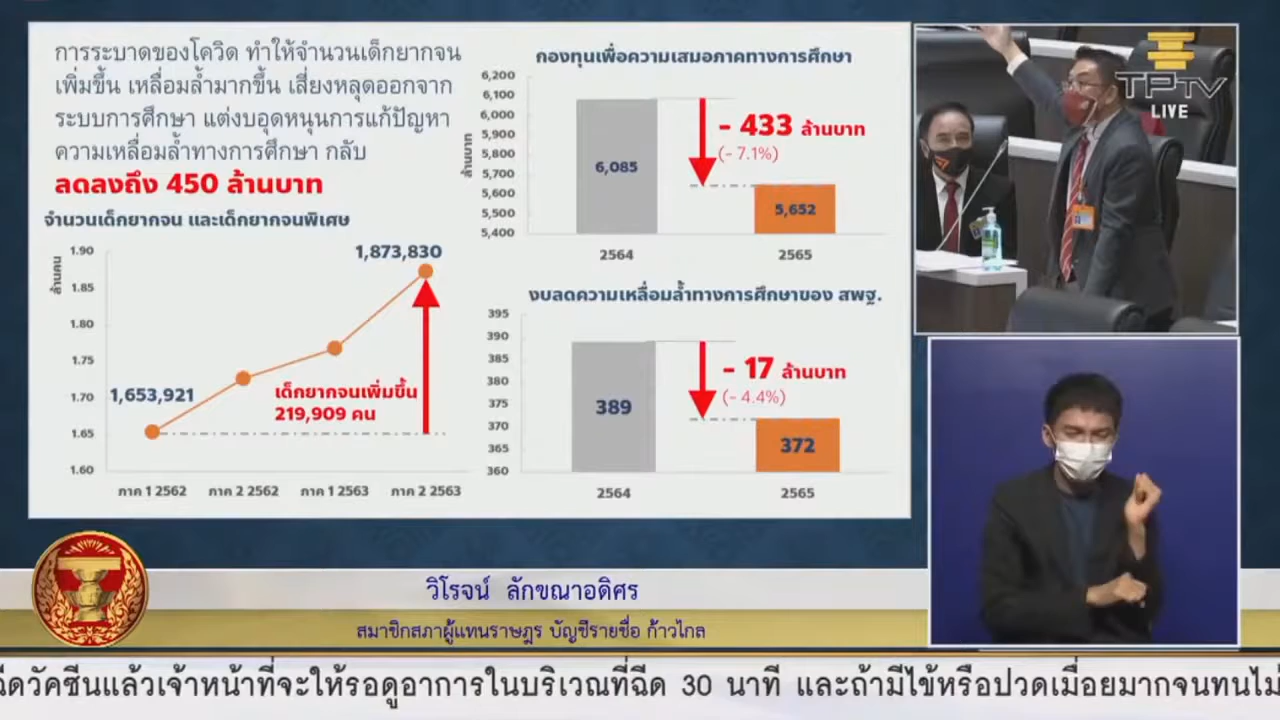 การระบาดของโควิด ทำให้จำนวนเด็กยากจน
เพิ่มขึ้น เหลื่อมล้ำมากขึ้น เสี่ยงหลุดออกจาก
ระบบการศึกษา แต่งบอุดหนุนการแก้ปัญหา
ความเหลื่อมล้ำทางการศึกษา กลับ
ลดลงถึง 450 ล้านบาท
จำนวนเด็กยากจน และเด็กยากจนพิเศษ
ล้านคน
1.90
1.85
1.80
1.75
1.70
1.65
1.60
1,653,921
1,873,830
เด็กยากจนเพิ่มขึ้น
219,909 คน
ภาค 1 2562
ภาค 2 2562
ภาค 1 2563
ภาค 2 2563
กองทุนเพื่อความเสมอภาคทางการศึกษา
ล้านบาท
6,200
6,100
6,000
5,900
5,800
5,700
5,600
5,500
5,400
6,085
- 433 ล้านบาท
(- 7.1%)
5,652
2564
2565
งบลดความเหลื่อมล้ำทางการศึกษาของ สพฐ.
395
390
385
380
375
370
365
360
389
- 17 ล้านบาท
(- 4.4%)
372
2564
2565
TPTV
LIVE
วิโรจน์ ลักขณาอดิศร
สมาชิกสภาผู้แทนราษฎร บัญชีรายชื่อ ก้าวไกล
ฉีดวัคซีนแล้วเจ้าหน้าที่จะให้รอดูอาการในบริเวณที่ฉีด 30 นาที และถ้ามีไข้หรือปวดเมื่อยมากจนทนไม่